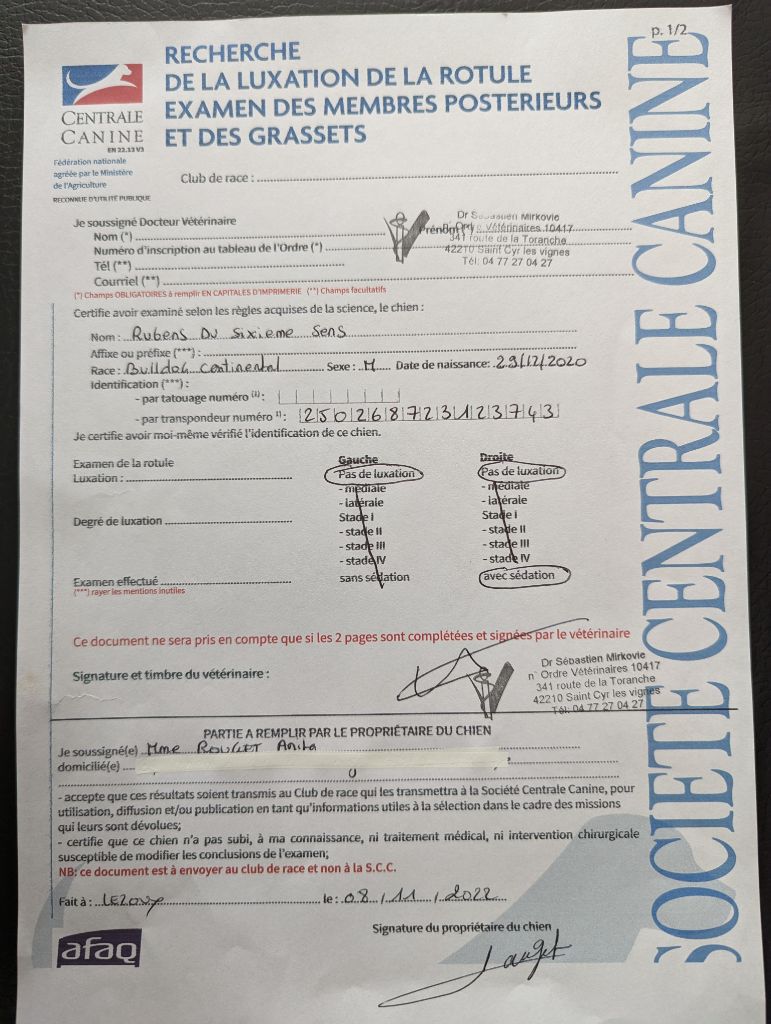 p. 1/2
RECHERCHE
DE LA LUXATION DE LA ROTULE
EXAMEN DES MEMBRES POSTERIEURS
ET DES GRASSETS
CENTRALE
CANINE
EN 22.13 V3
Fédération nationale
agréée par le Ministère
de l'Agriculture
RECONNUE D'UTILITÉ PUBLIQUE
SOCIETE CENTRALE CANINE
Club de race :
Je soussigné Docteur Vétérinaire
Nom (*) Prénom
Numéro d'inscription au tableau de l'Ordre (*)
Tél (**)
Courriel (**)
Dr Sébastien Mirkovic
Vétérinaires 10417
341 route de la Toranche
42210 Saint Cyr les vignes
Tél: 04 77 27 04 27
(*) Champs OBLIGATOIRES à remplir EN CAPITALES D'IMPRIMERIE (**) Champs facultatifs
Certifie avoir examiné selon les règles acquises de la science, le chien :
Nom : Rubens Du Sixieme Sens
Affixe ou préfixe (***) :
Race : Bulldog continental Sexe : M Date de naissance: 29/12/2020
Identification (***) :
- par tatouage numéro (1) :
- par transpondeur numéro 1) : 250268723123743
Je certifie avoir moi-même vérifié l'identification de ce chien.
Examen de la rotule Gauche Droite
Luxation : Pas de luxation Pas de luxation
- médiale - médiale
- latérale - latérale
Degré de luxation Stade I Stade I
- stade II - stade II
- stade III - stade III
- stade IV - stade IV
Examen effectué sans sédation avec sédation
(***) rayer les mentions inutiles
Ce document ne sera pris en compte que si les 2 pages sont complétées et signées par le vétérinaire
Signature et timbre du vétérinaire :
Dr Sébastien Mirkovic
n° Ordre Vétérinaires 10417
341 route de la Toranche
42210 Saint Cyr les vignes
Tél: 04 77 27 04 27
PARTIE A REMPLIR PAR LE PROPRIÉTAIRE DU CHIEN
Je soussigné(e) Mme ROUGET Anita
domicilié(e)
- accepte que ces résultats soient transmis au Club de race qui les transmettra à la Société Centrale Canine, pour
utilisation, diffusion et/ou publication en tant qu'informations utiles à la sélection dans le cadre des missions
qui leurs sont dévolues;
- certifie que ce chien n'a pas subi, à ma connaissance, ni traitement médical, ni intervention chirurgicale
susceptible de modifier les conclusions de l'examen;
NB: ce document est à envoyer au club de race et non à la S.C.C.
Fait à : LEZOUX le : 08 / 11 / 2022
Signature du propriétaire du chien
afaq